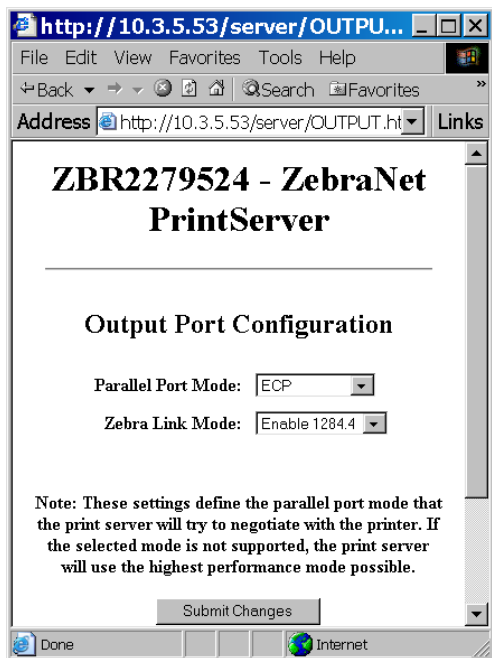 http://10.3.5.53/server/OUTPU...
File Edit View Favorites Tools Help
Back Search Favorites »
Address http://10.3.5.53/server/OUTPUT.ht Links
ZBR2279524 - ZebraNet
PrintServer
Output Port Configuration
Parallel Port Mode: ECP
Zebra Link Mode: Enable 1284.4
Note: These settings define the parallel port mode that
the print server will try to negotiate with the printer. If
the selected mode is not supported, the print server
will use the highest performance mode possible.
Submit Changes
Done Internet